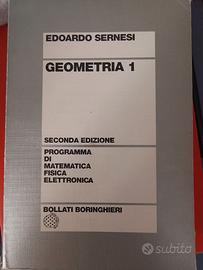 EDOARDO SERNESI
GEOMETRIA 1
SECONDA EDIZIONE
PROGRAMMA
DI
MATEMATICA
FISICA
ELETTRONICA
BOLLATI BORINGHIERI
subito